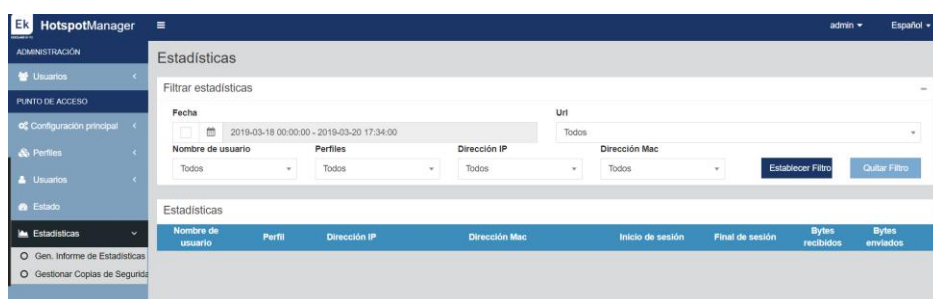 Ek HotspotManager
admin
Español
ADMINISTRACIÓN
Usuarios
PUNTO DE ACCESO
Configuración principal
Perfiles
Usuarios
Estado
Estadísticas
Gen. Informe de Estadísticas
Gestionar Copias de Segurida
Estadísticas
Filtrar estadísticas
Fecha
Url
2019-03-18 00:00:00 - 2019-03-20 17:34:00
Todos
Nombre de usuario
Perfiles
Dirección IP
Dirección Mac
Todos
Todos
Todos
Todos
Establecer Filtro
Quitar Filtro
Estadísticas
Nombre de usuario
Perfil
Dirección IP
Dirección Mac
Inicio de sesión
Final de sesión
Bytes recibidos
Bytes enviados